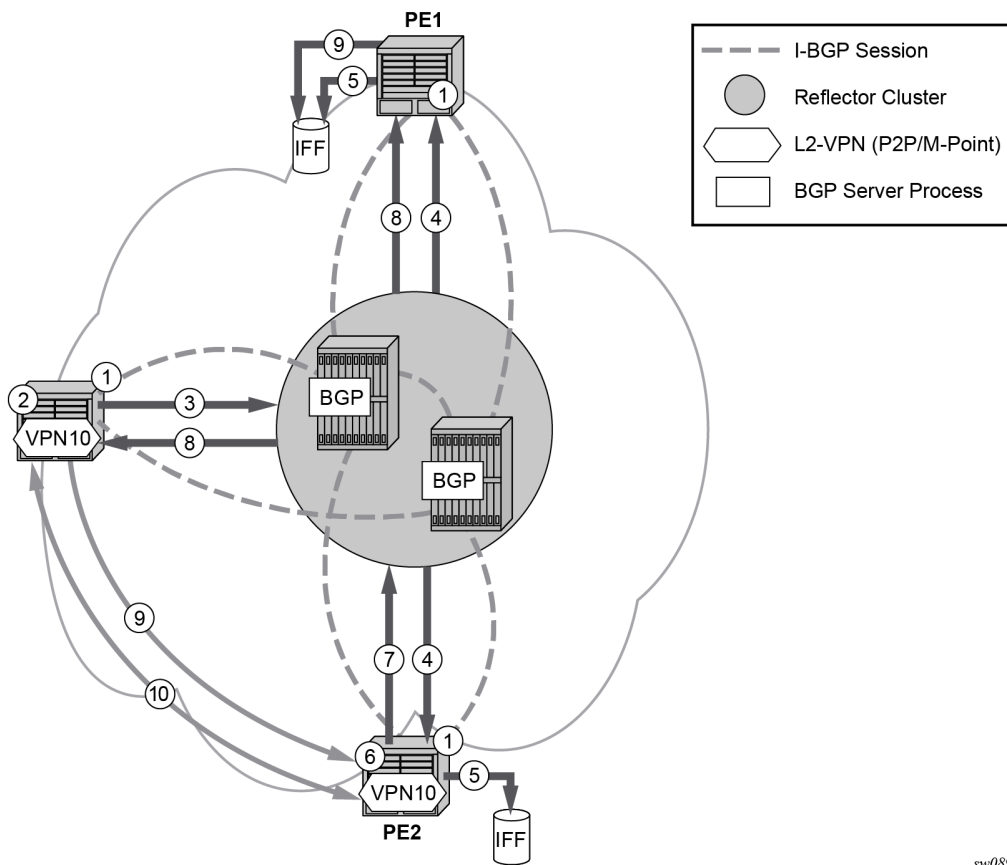 PE1
9
5
1
IFF
I-BGP Session
Reflector Cluster
L2-VPN (P2P/M-Point)
BGP Server Process
8
4
1
2
3
BGP
VPN10
8
BGP
9
7
4
10
6
1
5
VPN10
PE2
IFF